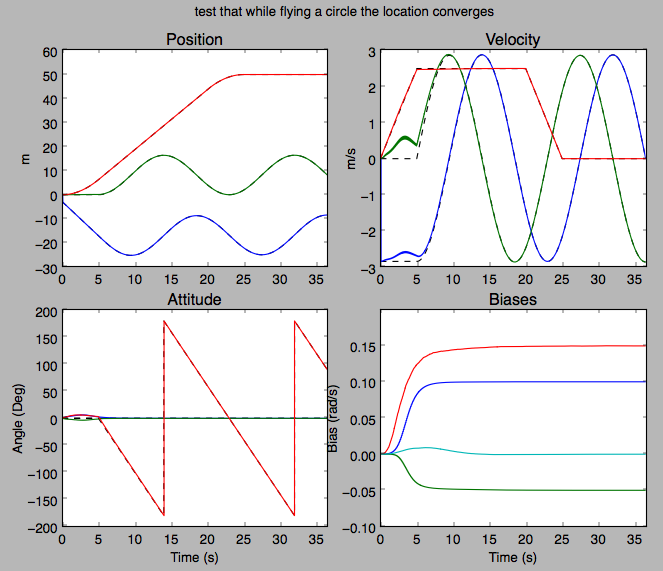 test that while flying a circle the location converges
Position
60
50
40
30
20
10
0
−10
−20
−30
m
0 5 10 15 20 25 30 35
Velocity
3
2
1
0
−1
−2
−3
m/s
0 5 10 15 20 25 30 35
Attitude
200
150
100
50
0
−50
−100
−150
−200
Angle (Deg)
0 5 10 15 20 25 30 35
Time (s)
Biases
0.15
0.10
0.05
0.00
−0.05
−0.10
Bias (rad/s)
0 5 10 15 20 25 30 35
Time (s)